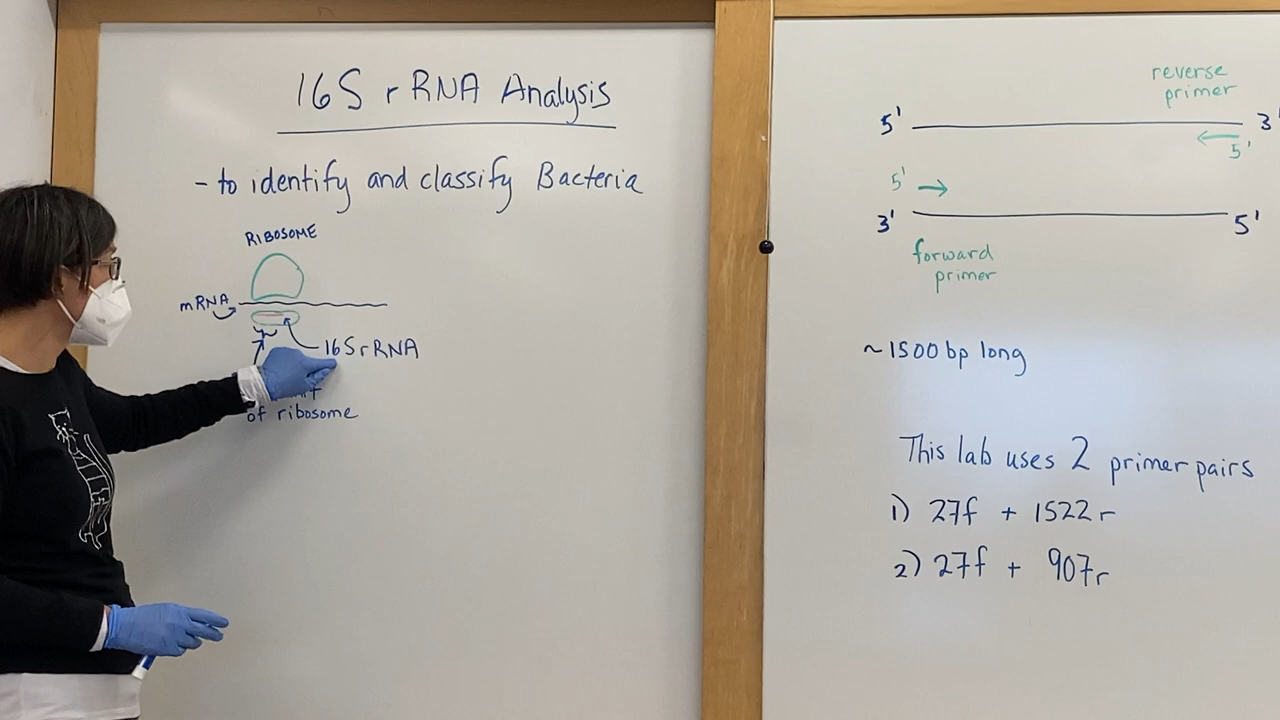 16S rRNA Analysis
- to identify and classify Bacteria
RIBOSOME
mRNA
16S rRNA
of ribosome
reverse
primer
5' 3'
5'
5'
3' 5'
forward
primer
~1500 bp long
This lab uses 2 primer pairs
1) 27f + 1522r
2) 27f + 907r